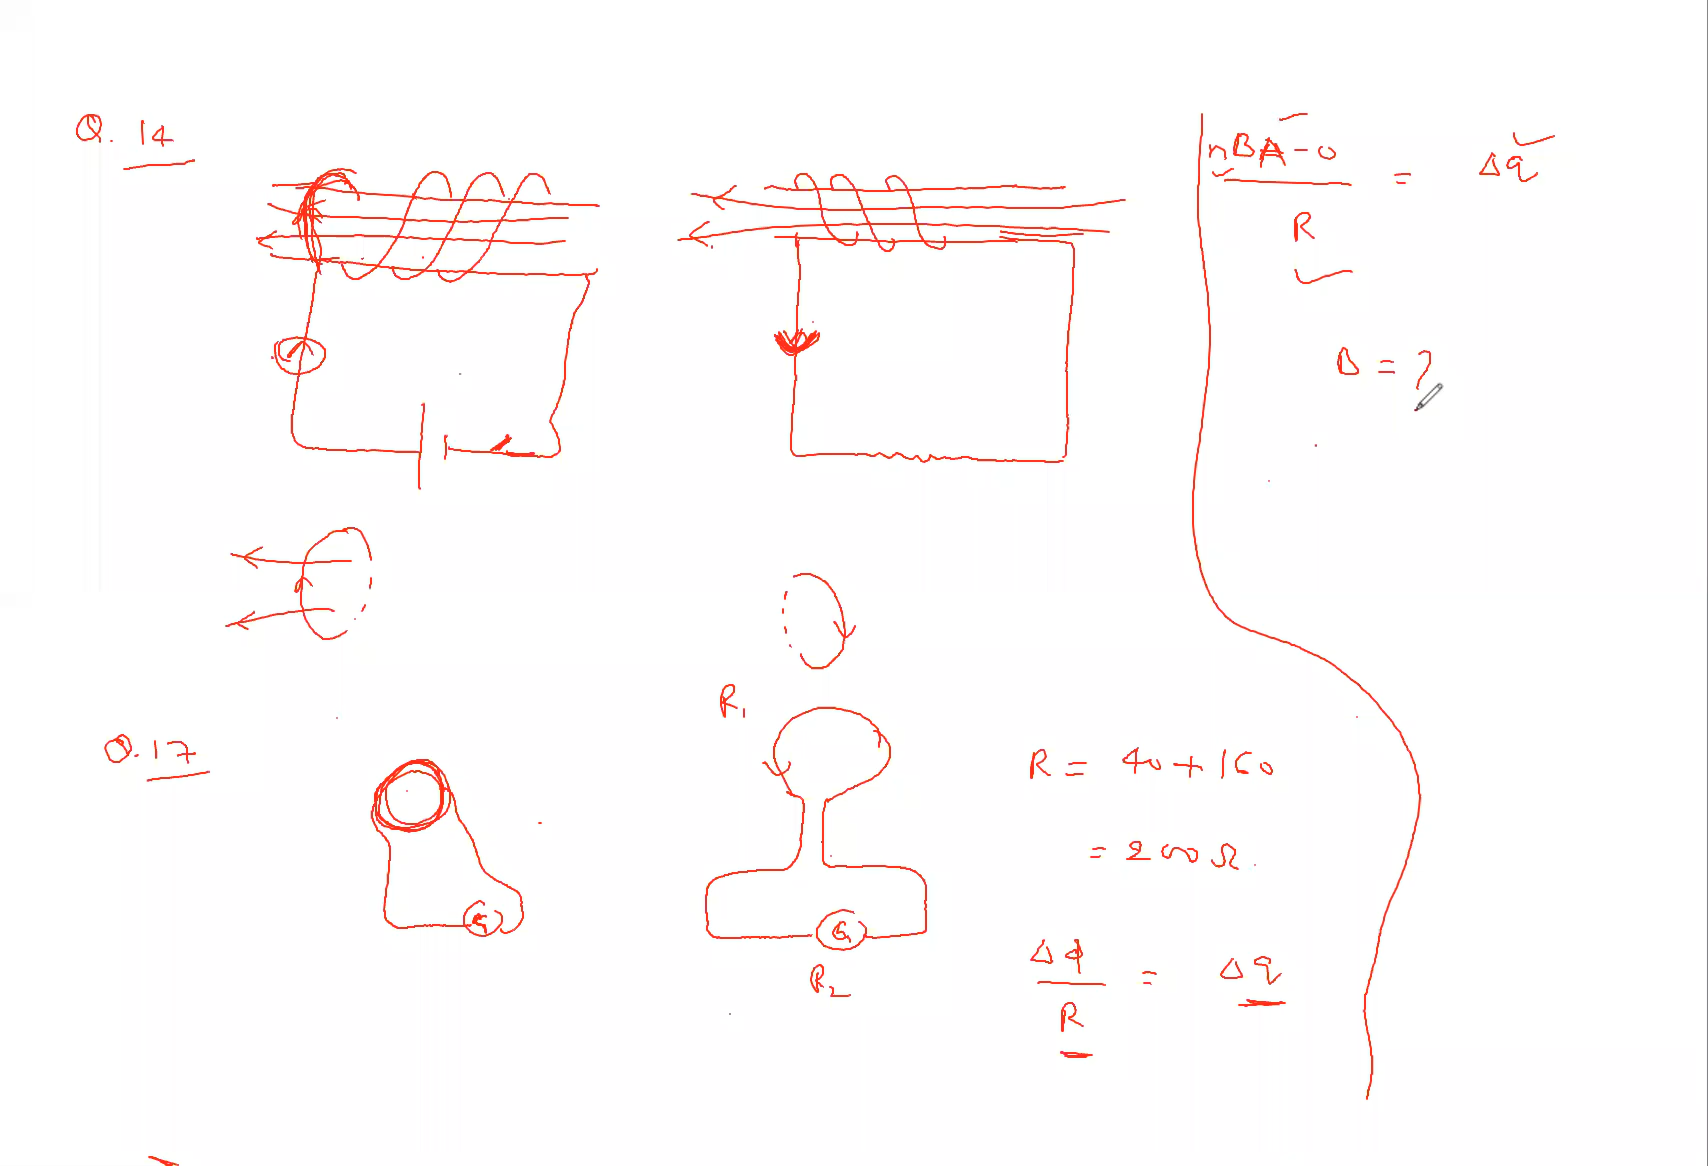 Q. 14
nBA - 0 / R = Δq
B = ?
Q. 17
R₁
G
G
R₂
R = 40 + 160
= 200 Ω.
Δϕ / R = Δq